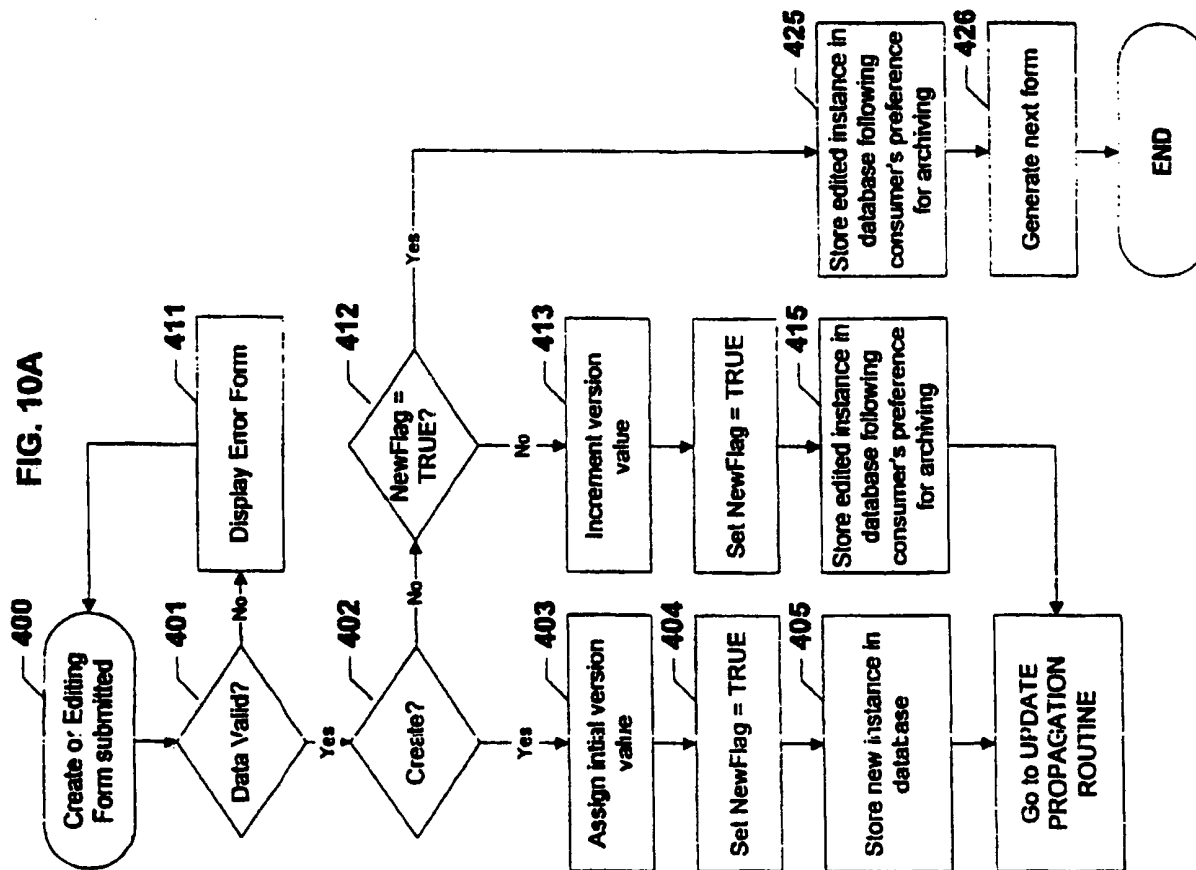 FIG. 10A
400
Create or Editing
Form submitted
401
Data Valid?
No
411
Display Error Form
Yes
402
Create?
No
412
NewFlag =
TRUE?
Yes
Yes
403
Assign initial version
value
404
Set NewFlag = TRUE
405
Store new instance in
database
No
413
Increment version
value
Set NewFlag = TRUE
415
Store edited instance in
database following
consumer's preference
for archiving
Go to UPDATE
PROPAGATION
ROUTINE
425
Store edited instance in
database following
consumer's preference
for archiving
426
Generate next form
END